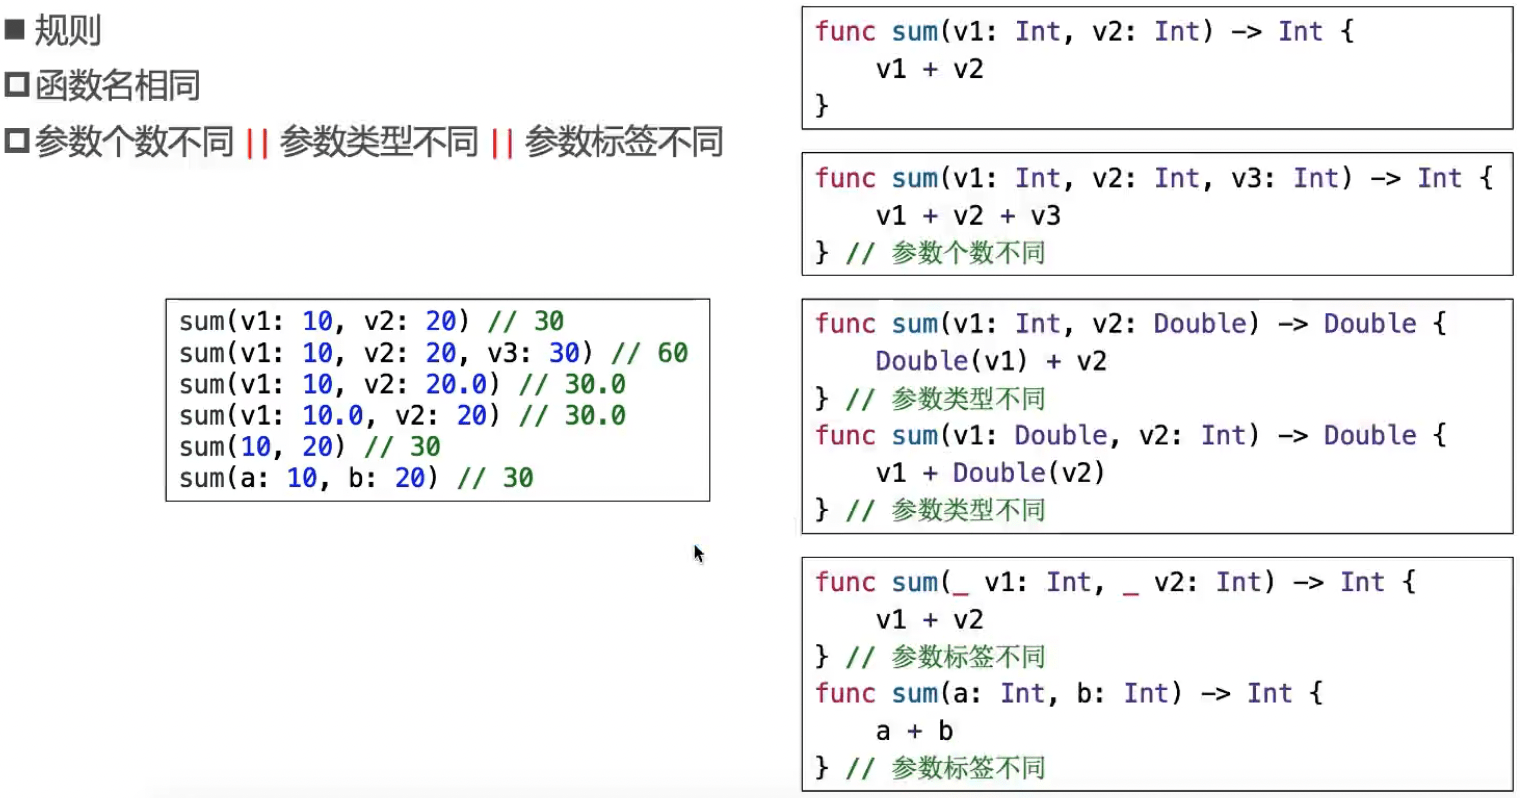 规则
函数名相同
参数个数不同 || 参数类型不同 || 参数标签不同
sum(v1: 10, v2: 20) // 30
sum(v1: 10, v2: 20, v3: 30) // 60
sum(v1: 10, v2: 20.0) // 30.0
sum(v1: 10.0, v2: 20) // 30.0
sum(10, 20) // 30
sum(a: 10, b: 20) // 30
func sum(v1: Int, v2: Int) -> Int {
    v1 + v2
}
func sum(v1: Int, v2: Int, v3: Int) -> Int {
    v1 + v2 + v3
} // 参数个数不同
func sum(v1: Int, v2: Double) -> Double {
    Double(v1) + v2
} // 参数类型不同
func sum(v1: Double, v2: Int) -> Double {
    v1 + Double(v2)
} // 参数类型不同
func sum(_ v1: Int, _ v2: Int) -> Int {
    v1 + v2
} // 参数标签不同
func sum(a: Int, b: Int) -> Int {
    a + b
} // 参数标签不同